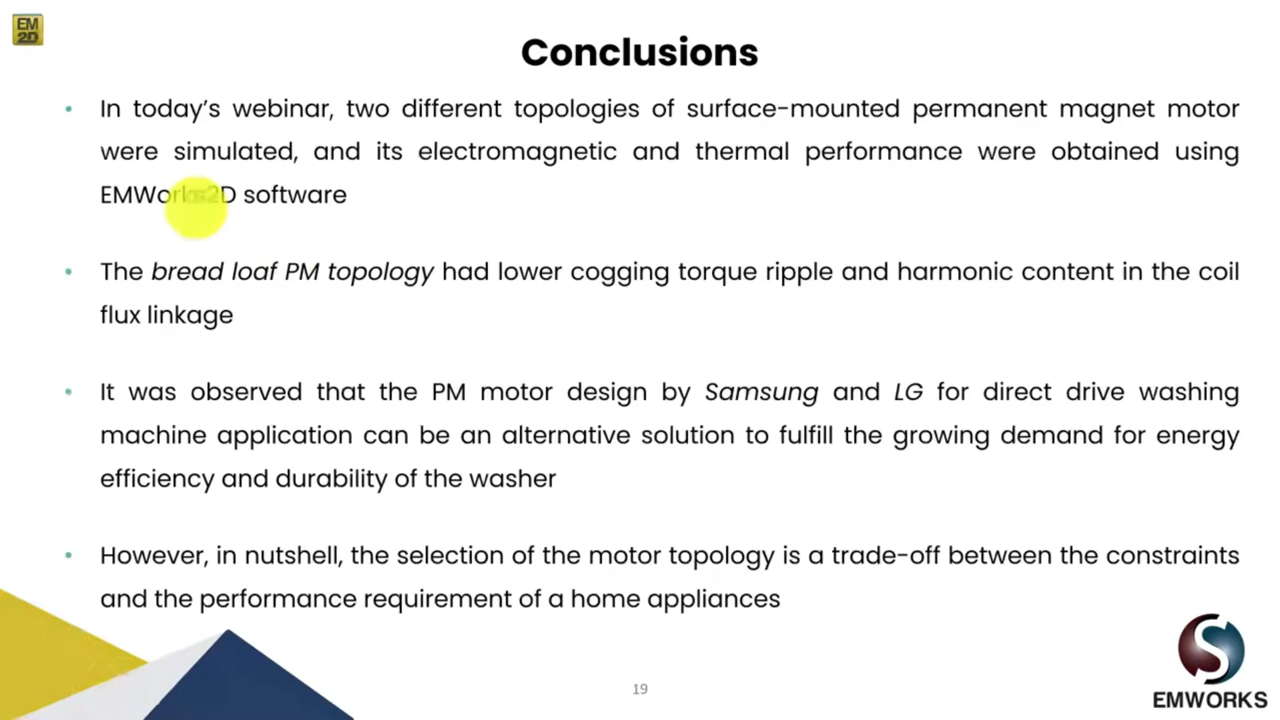 EM
2D
Conclusions
• In today's webinar, two different topologies of surface-mounted permanent magnet motor
were simulated, and its electromagnetic and thermal performance were obtained using
EMWorks2D software
• The bread loaf PM topology had lower cogging torque ripple and harmonic content in the coil
flux linkage
• It was observed that the PM motor design by Samsung and LG for direct drive washing
machine application can be an alternative solution to fulfill the growing demand for energy
efficiency and durability of the washer
• However, in nutshell, the selection of the motor topology is a trade-off between the constraints
and the performance requirement of a home appliances
19
S
EMWORKS